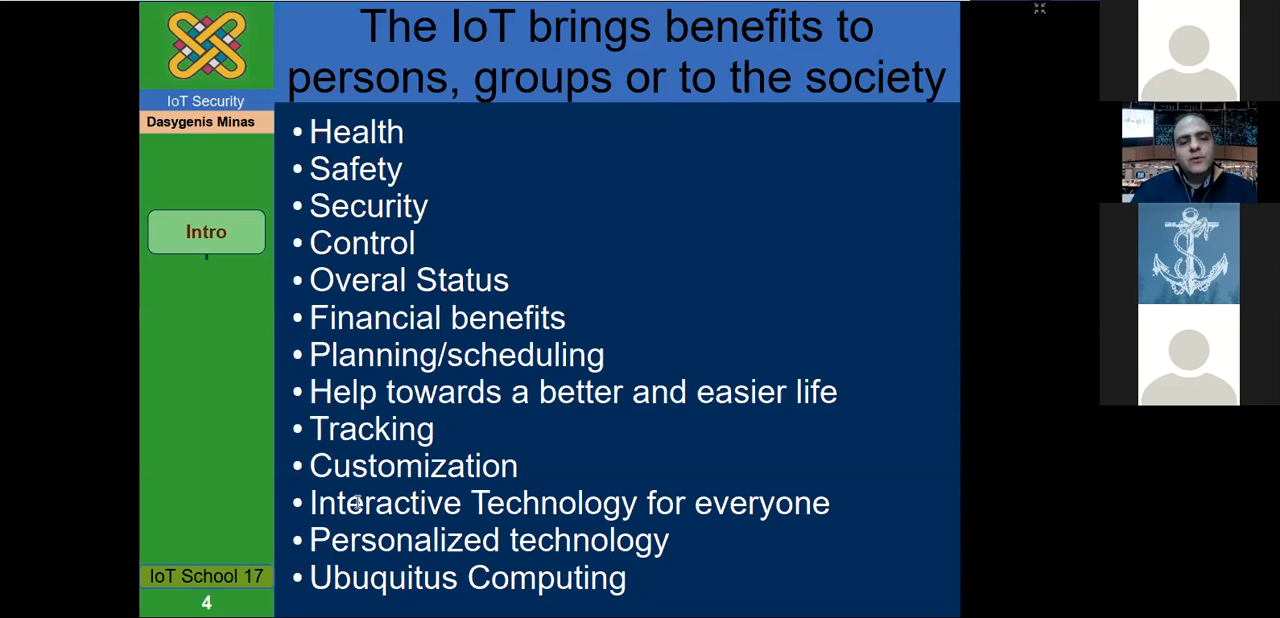 The IoT brings benefits to
persons, groups or to the society
IoT Security
Dasygenis Minas
Intro
• Health
• Safety
• Security
• Control
• Overal Status
• Financial benefits
• Planning/scheduling
• Help towards a better and easier life
• Tracking
• Customization
• Interactive Technology for everyone
• Personalized technology
• Ubuquitus Computing
IoT School 17
4